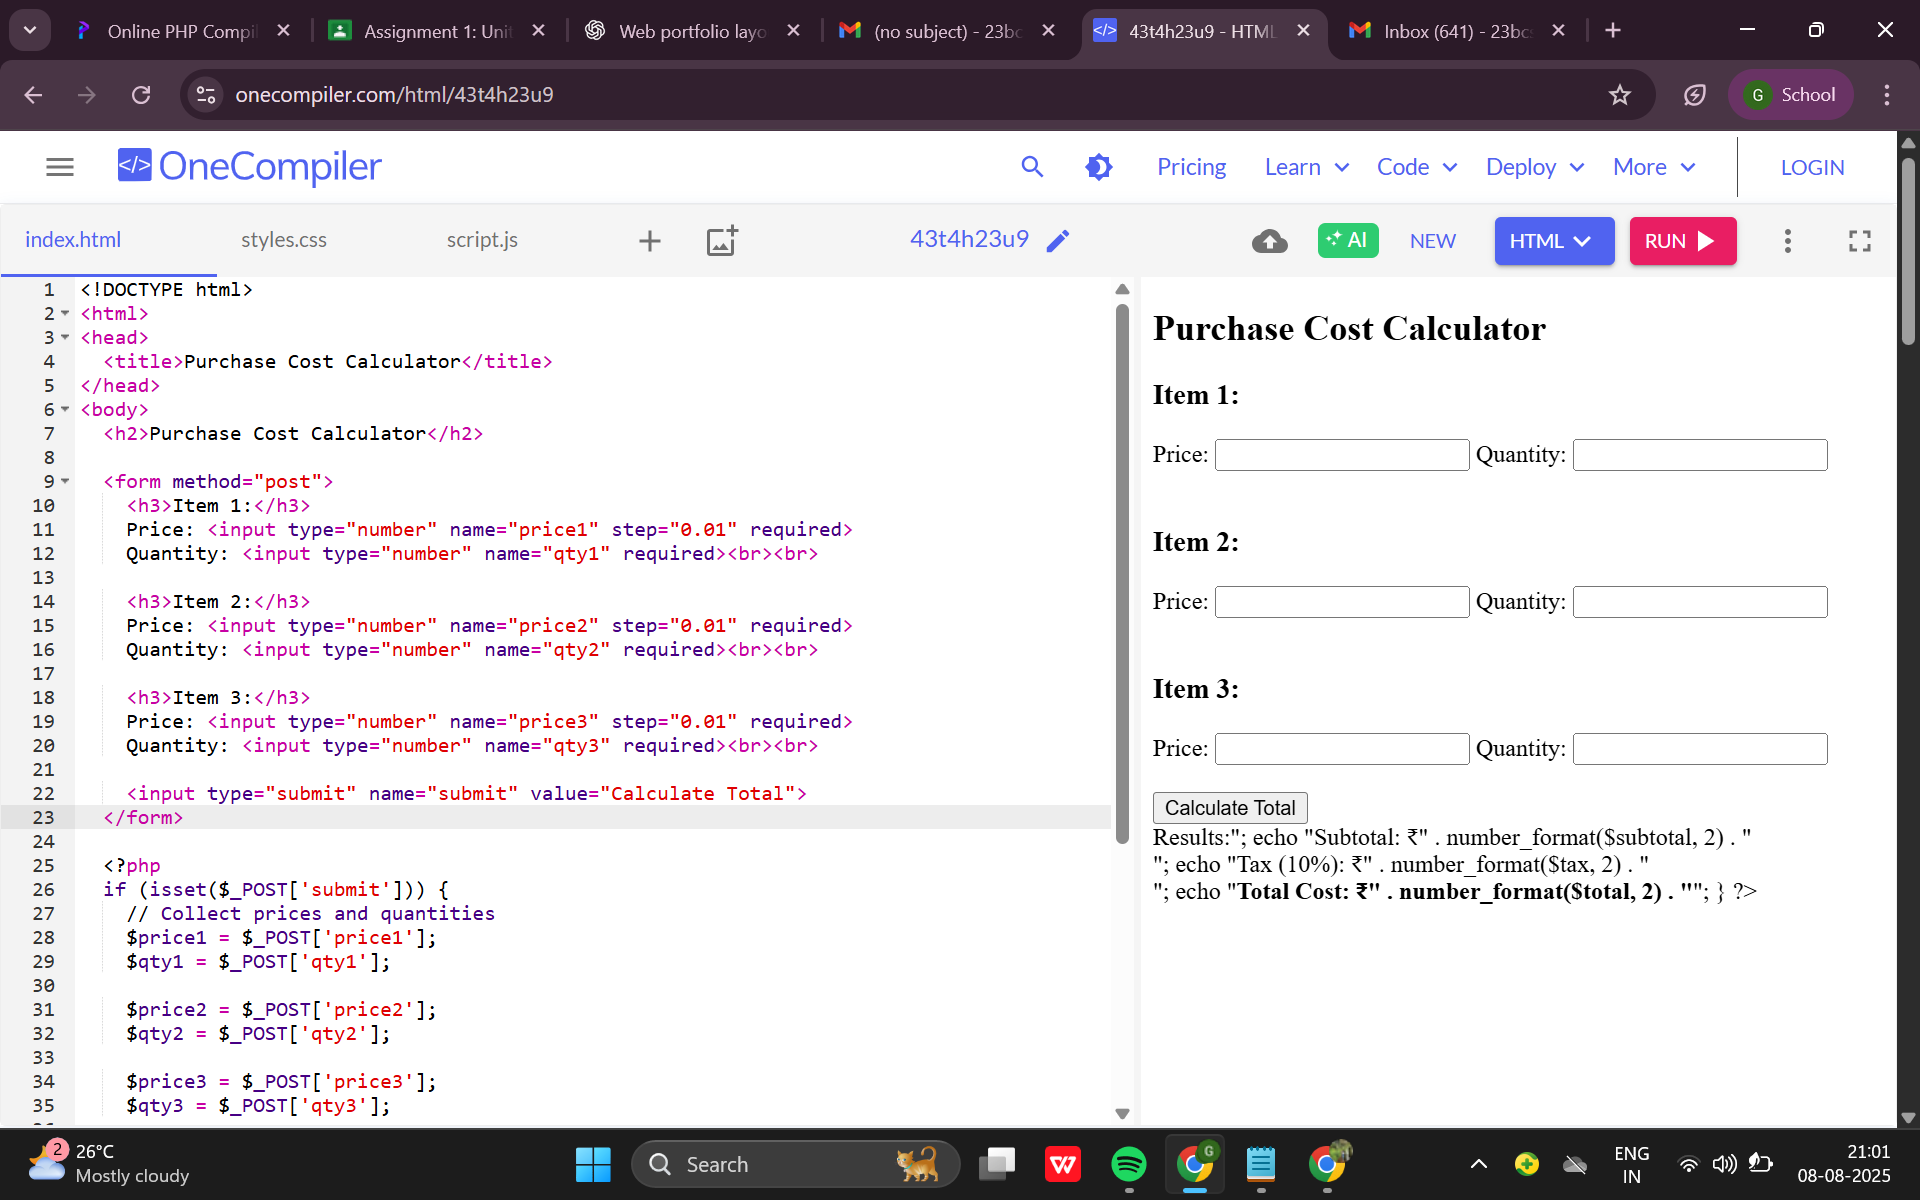 Online PHP Compil
Assignment 1: Unit
Web portfolio layo
(no subject) - 23bc
43t4h23u9 - HTML
Inbox (641) - 23bcs
onecompiler.com/html/43t4h23u9
G School
</> OneCompiler
Pricing
Learn
Code
Deploy
More
LOGIN
index.html
styles.css
script.js
43t4h23u9
AI
NEW
HTML
RUN
1 <!DOCTYPE html>
2 <html>
3 <head>
4 <title>Purchase Cost Calculator</title>
5 </head>
6 <body>
7 <h2>Purchase Cost Calculator</h2>
8
9 <form method="post">
10 <h3>Item 1:</h3>
11 Price: <input type="number" name="price1" step="0.01" required>
12 Quantity: <input type="number" name="qty1" required><br><br>
13
14 <h3>Item 2:</h3>
15 Price: <input type="number" name="price2" step="0.01" required>
16 Quantity: <input type="number" name="qty2" required><br><br>
17
18 <h3>Item 3:</h3>
19 Price: <input type="number" name="price3" step="0.01" required>
20 Quantity: <input type="number" name="qty3" required><br><br>
21
22 <input type="submit" name="submit" value="Calculate Total">
23 </form>
24
25 <?php
26 if (isset($_POST['submit'])) {
27 // Collect prices and quantities
28 $price1 = $_POST['price1'];
29 $qty1 = $_POST['qty1'];
30
31 $price2 = $_POST['price2'];
32 $qty2 = $_POST['qty2'];
33
34 $price3 = $_POST['price3'];
35 $qty3 = $_POST['qty3'];
Purchase Cost Calculator
Item 1:
Price: Quantity:
Item 2:
Price: Quantity:
Item 3:
Price: Quantity:
Calculate Total
Results:"; echo "Subtotal: ₹" . number_format($subtotal, 2) . "
"; echo "Tax (10%): ₹" . number_format($tax, 2) . "
"; echo "Total Cost: ₹" . number_format($total, 2) . ""; } ?>
2
26°C
Mostly cloudy
Search
W
G
ENG
IN
21:01
08-08-2025